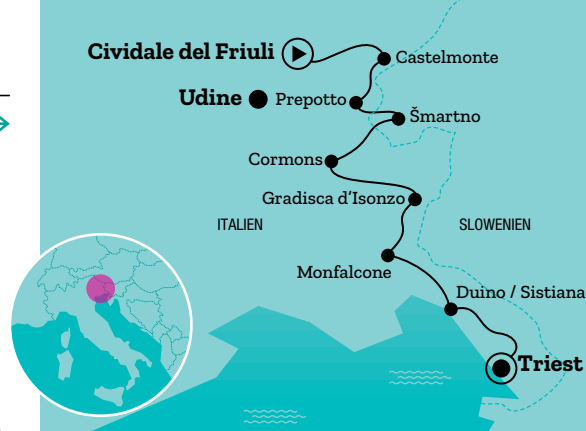 Cividale del Friuli
Castelmonte
Udine
Prepotto
Šmartno
Cormons
Gradisca d'Isonzo
ITALIEN
SLOWENIEN
Monfalcone
Duino / Sistiana
Triest